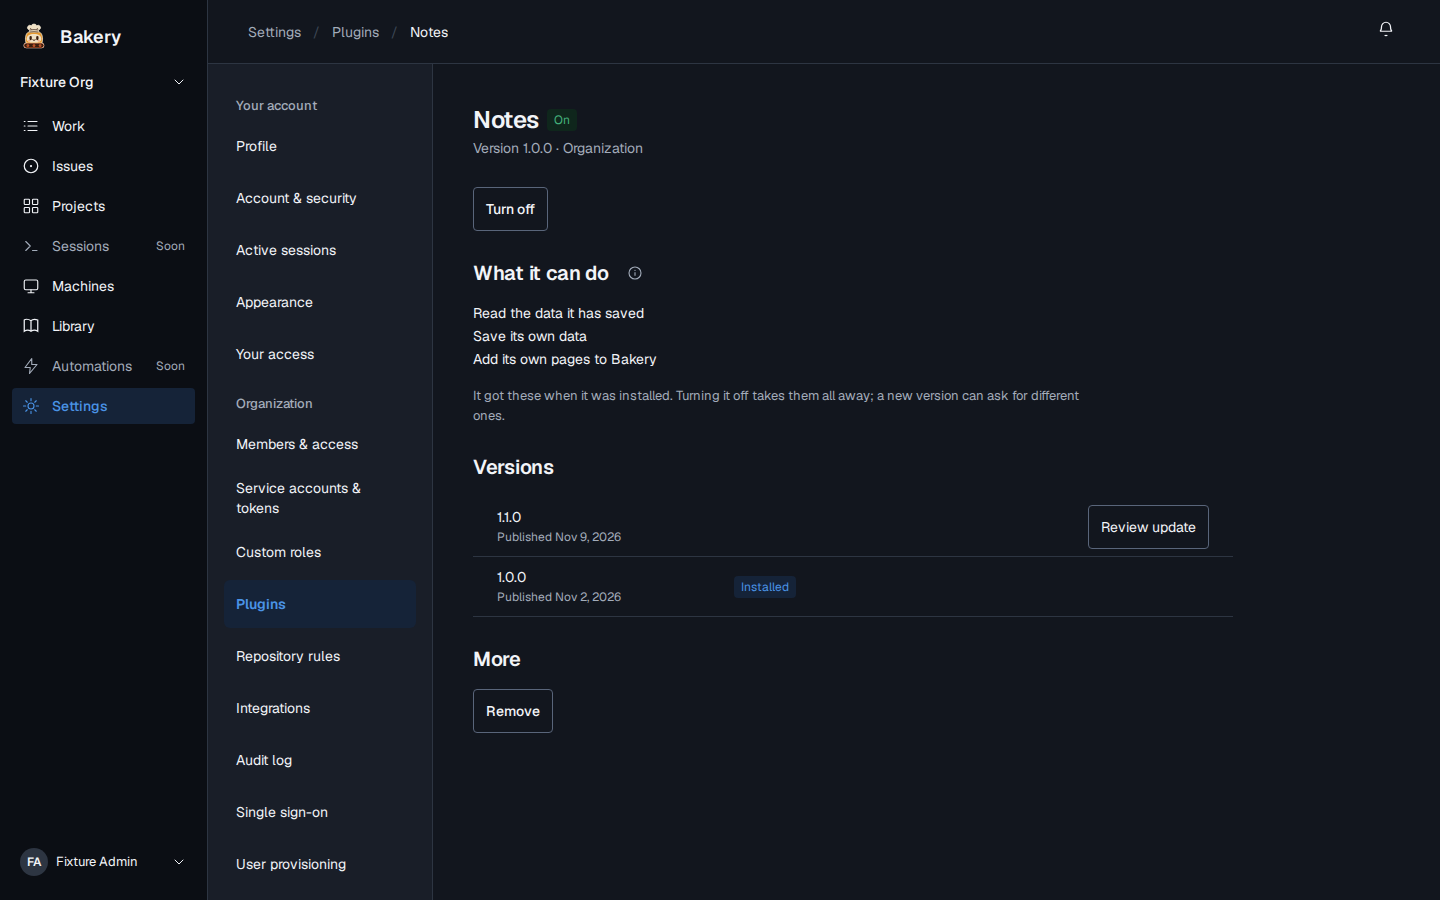 Bakery
Fixture Org
Work
Issues
Projects
Sessions Soon
Machines
Library
Automations Soon
Settings
FA Fixture Admin
Settings / Plugins / Notes
Your account
Profile
Account & security
Active sessions
Appearance
Your access
Organization
Members & access
Service accounts &
tokens
Custom roles
Plugins
Repository rules
Integrations
Audit log
Single sign-on
User provisioning
Notes On
Version 1.0.0 · Organization
Turn off
What it can do
Read the data it has saved
Save its own data
Add its own pages to Bakery
It got these when it was installed. Turning it off takes them all away; a new version can ask for different
ones.
Versions
1.1.0
Published Nov 9, 2026
Review update
1.0.0
Published Nov 2, 2026
Installed
More
Remove